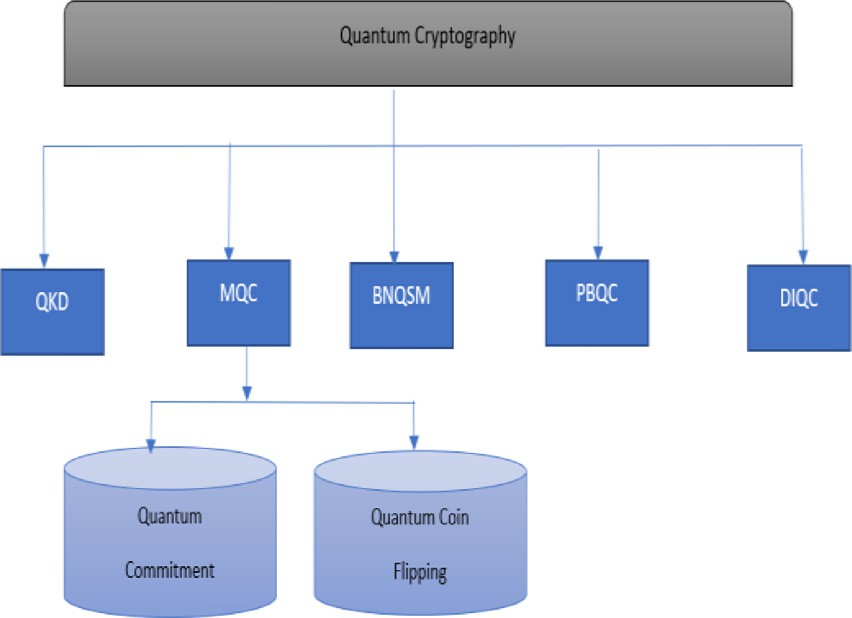 Quantum Cryptography
QKD
MQC
BNQSM
PBQC
DIQC
Quantum
Commitment
Quantum Coin
Flipping